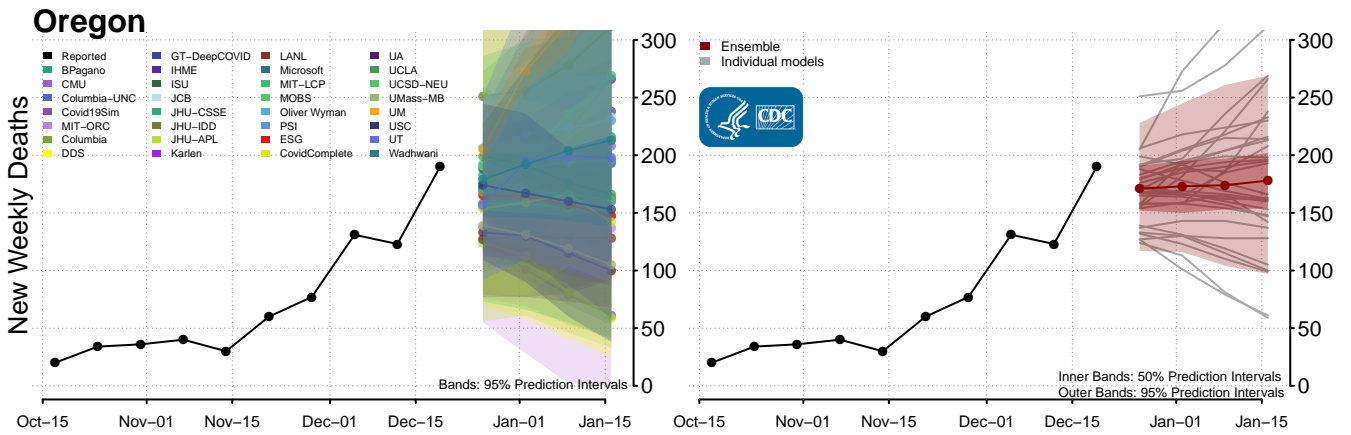 Oregon
New Weekly Deaths
Reported
BPagano
CMU
Columbia−UNC
Covid19Sim
MIT−ORC
Columbia
DDS
GT−DeepCOVID
IHME
ISU
JCB
JHU−CSSE
JHU−IDD
JHU−APL
Karlen
LANL
Microsoft
MIT−LCP
MOBS
Oliver Wyman
PSI
ESG
CovidComplete
UA
UCLA
UCSD−NEU
UMass−MB
UM
USC
UT
Wadhwani
300
250
200
150
100
50
0
Bands: 95% Prediction Intervals
Oct−15
Nov−01
Nov−15
Dec−01
Dec−15
Jan−01
Jan−15
Ensemble
Individual models
CDC
300
250
200
150
100
50
0
Inner Bands: 50% Prediction Intervals
Outer Bands: 95% Prediction Intervals
Oct−15
Nov−01
Nov−15
Dec−01
Dec−15
Jan−01
Jan−15